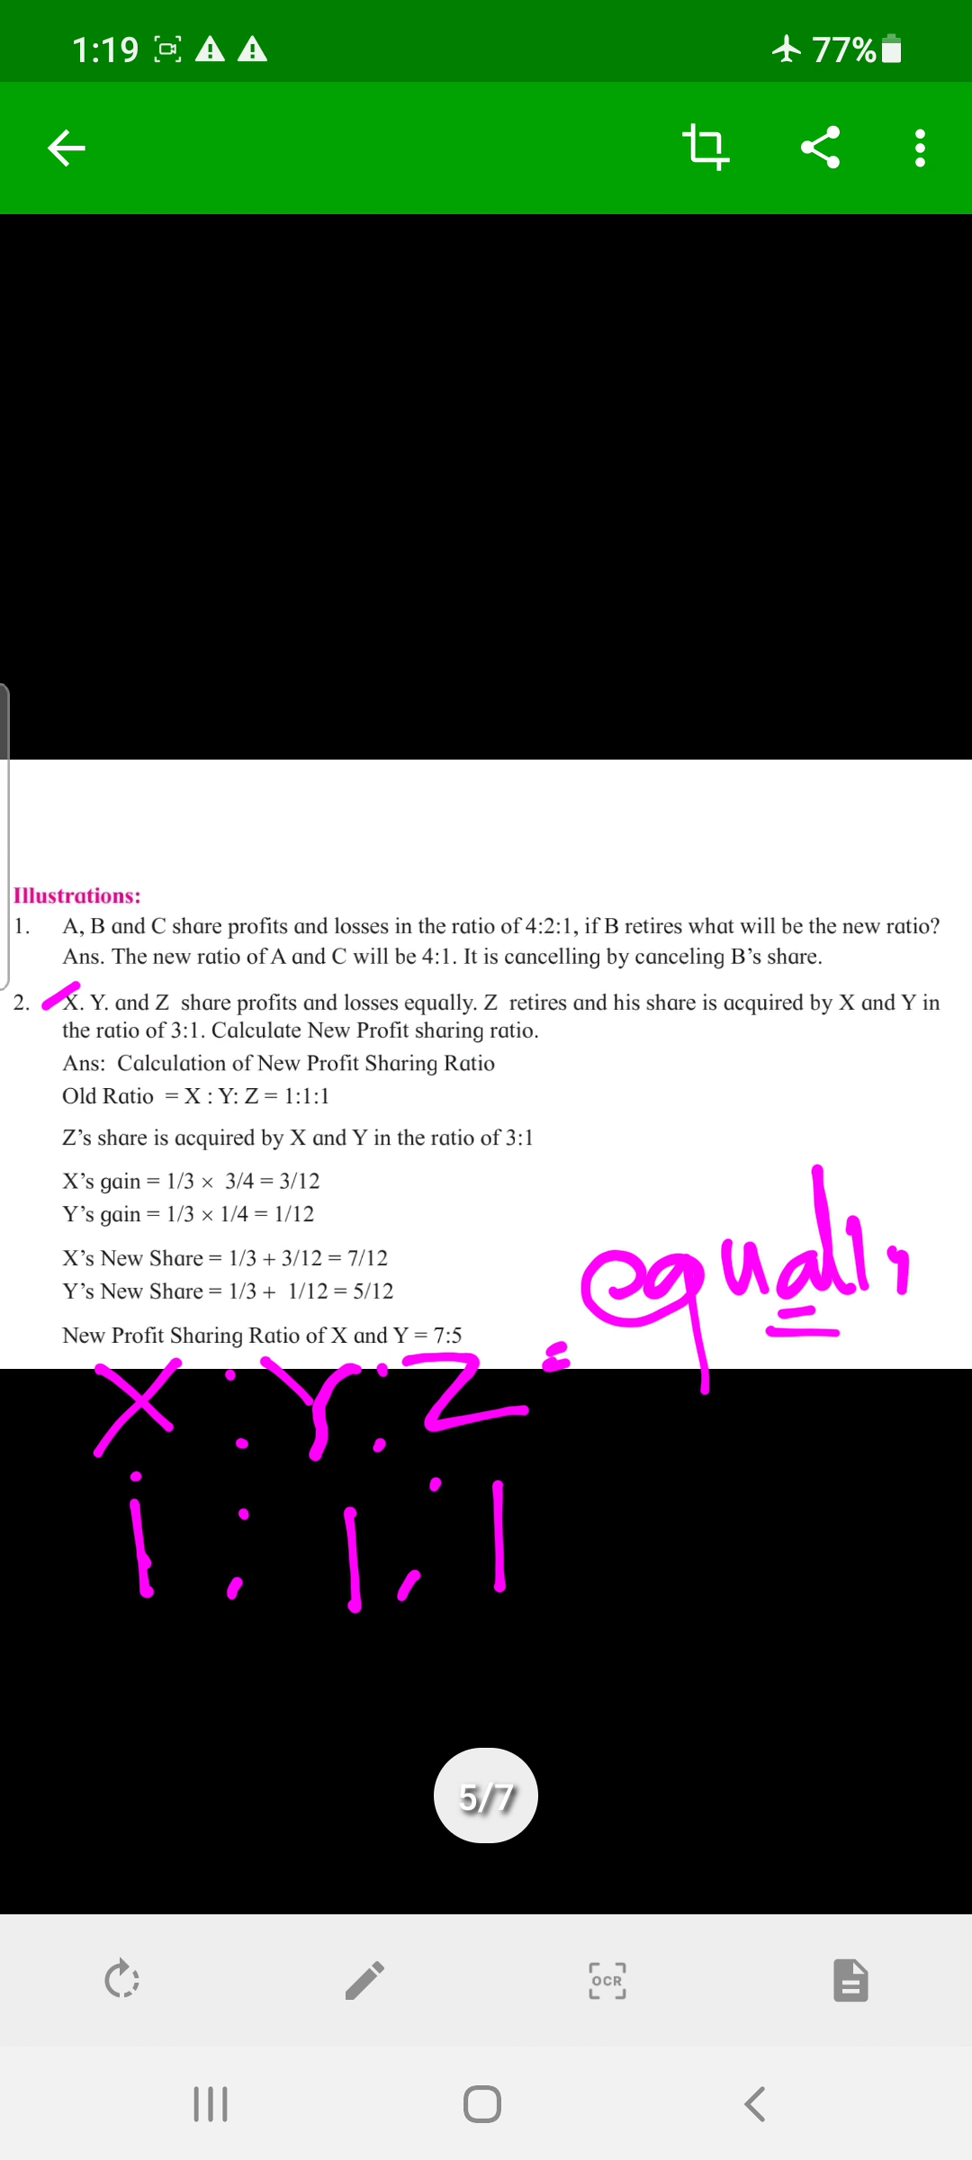 1:19
77%
Illustrations:
1. A, B and C share profits and losses in the ratio of 4:2:1, if B retires what will be the new ratio?
Ans. The new ratio of A and C will be 4:1. It is cancelling by canceling B's share.
2. X. Y. and Z share profits and losses equally. Z retires and his share is acquired by X and Y in
the ratio of 3:1. Calculate New Profit sharing ratio.
Ans: Calculation of New Profit Sharing Ratio
Old Ratio = X : Y: Z = 1:1:1
Z's share is acquired by X and Y in the ratio of 3:1
X's gain = 1/3 × 3/4 = 3/12
Y's gain = 1/3 × 1/4 = 1/12
X's New Share = 1/3 + 3/12 = 7/12
Y's New Share = 1/3 + 1/12 = 5/12
New Profit Sharing Ratio of X and Y = 7:5
X : Y : Z =
1 : 1 : 1
5/7
OCR